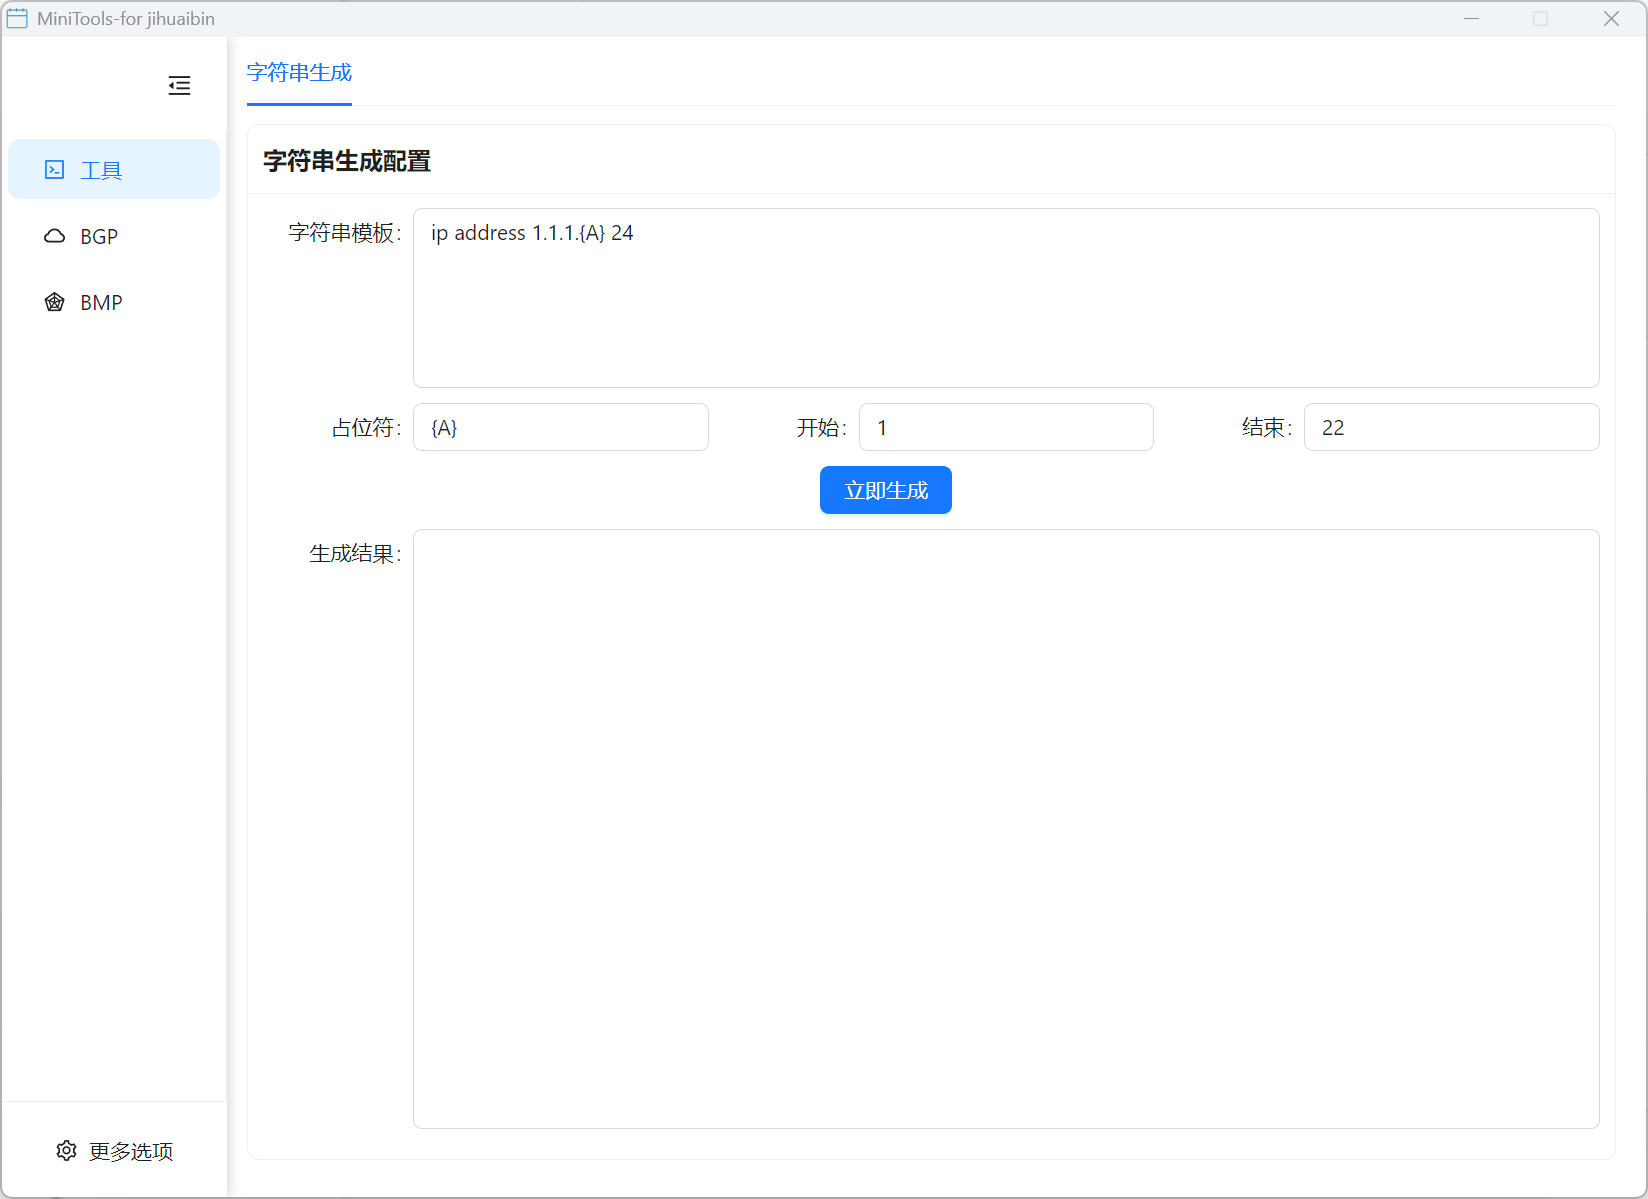 MiniTools-for jihuaibin
字符串生成
工具
BGP
BMP
字符串生成配置
字符串模板: ip address 1.1.1.{A} 24
占位符: {A} 开始: 1 结束: 22
立即生成
生成结果:
更多选项